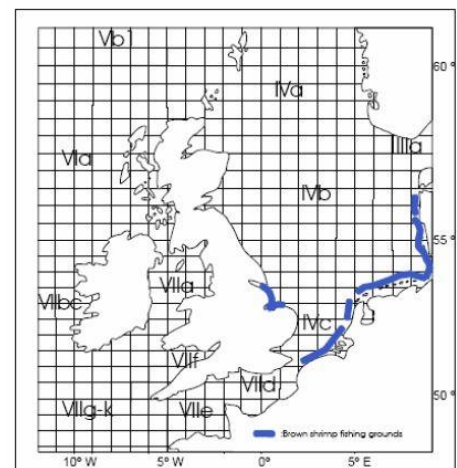 Vb1
60°
IVa
IIIa
VIa
IVb
55°
VIIa
VIIbc
IVc
VIIf
VIId
50°
VIIg-k
VIIe
Brown shrimp fishing grounds
10° W
5° W
0°
5° E